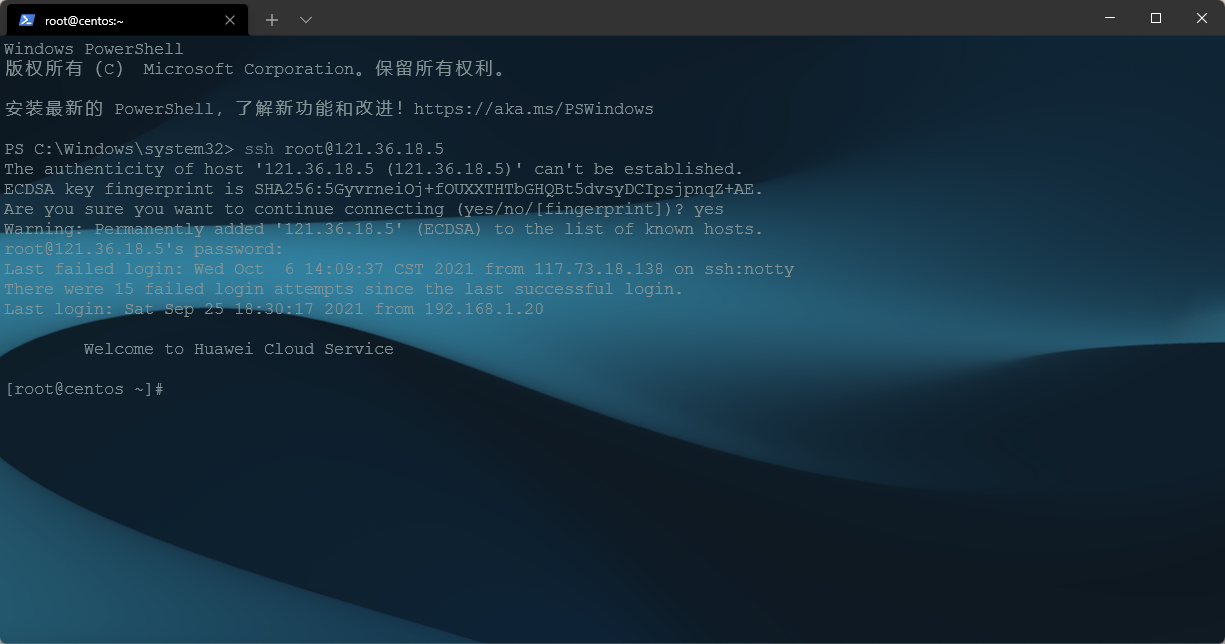 root@centos:~
Windows PowerShell
版权所有 (C)  Microsoft Corporation。保留所有权利。
安装最新的 PowerShell，了解新功能和改进！https://aka.ms/PSWindows
PS C:\Windows\system32> ssh root@121.36.18.5
The authenticity of host '121.36.18.5 (121.36.18.5)' can't be established.
ECDSA key fingerprint is SHA256:5GyvrneiOj+fOUXXTHTbGHQBt5dvsyDCIpsjpnqZ+AE.
Are you sure you want to continue connecting (yes/no/[fingerprint])? yes
Warning: Permanently added '121.36.18.5' (ECDSA) to the list of known hosts.
root@121.36.18.5's password:
Last failed login: Wed Oct  6 14:09:37 CST 2021 from 117.73.18.138 on ssh:notty
There were 15 failed login attempts since the last successful login.
Last login: Sat Sep 25 18:30:17 2021 from 192.168.1.20
Welcome to Huawei Cloud Service
[root@centos ~]#